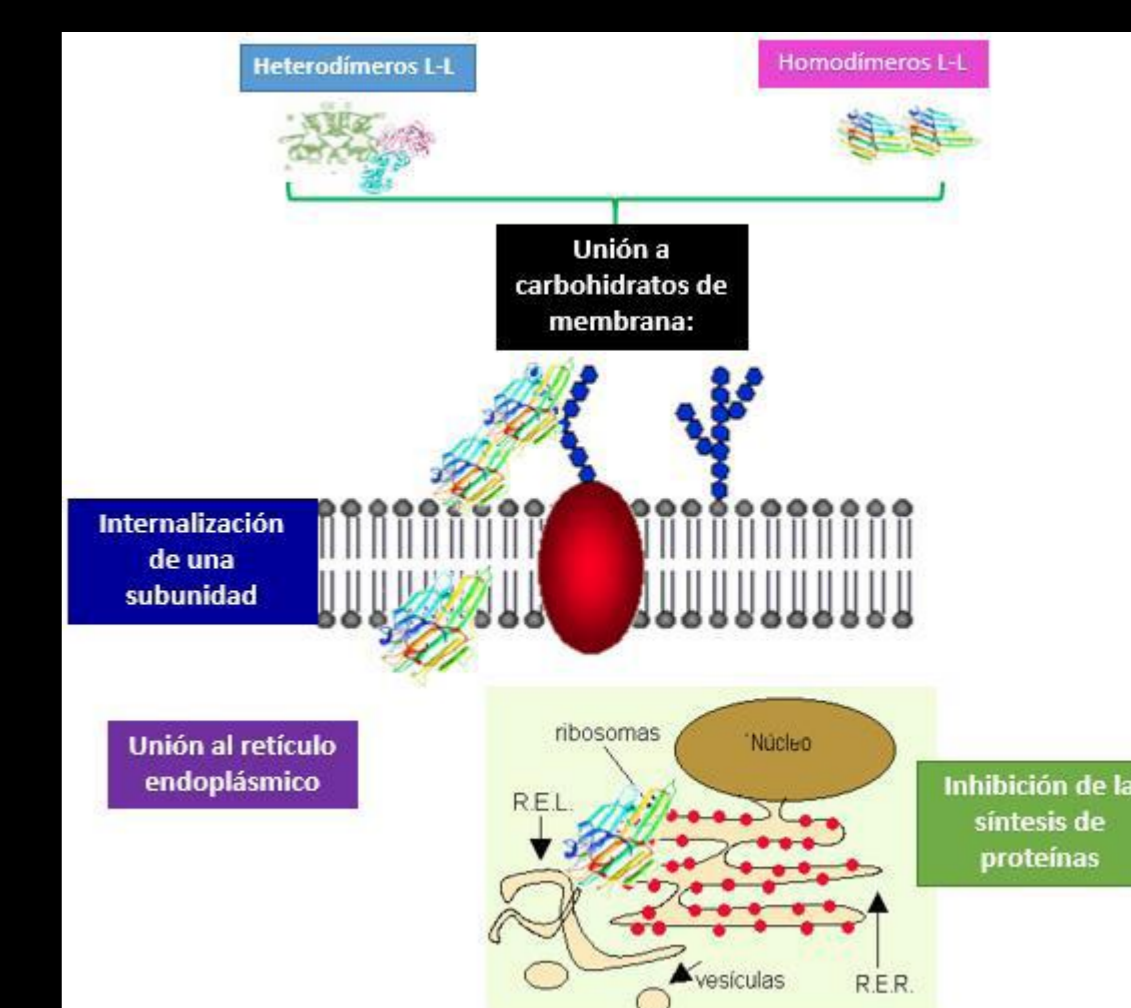 Heterodímeros L-L
Homodímeros L-L
Unión a
carbohidratos de
membrana:
Internalización
de una
subunidad
Unión al retículo
endoplásmico
ribosomas
Núcleo
R.E.L.
Inhibición de la
síntesis de
proteínas
vesículas
R.E.R.